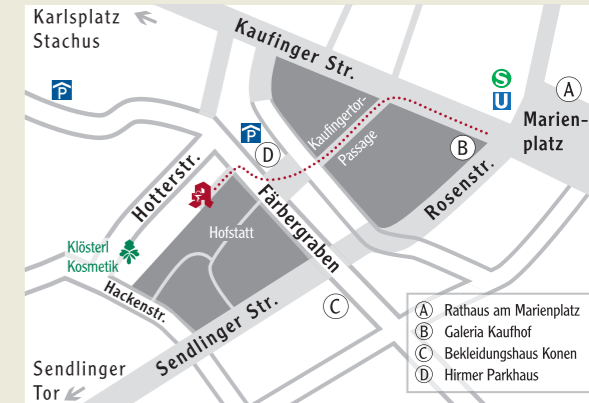 Karlsplatz
Stachus
Kaufinger Str.
S
U
A
Marien-
platz
P
P
D
Kaufingertor-
Passage
B
Rosenstr.
Hotterstr.
Färbergraben
Hofstatt
Klösterl
Kosmetik
Hackenstr.
Sendlinger Str.
C
Sendlinger
Tor
A Rathaus am Marienplatz
B Galeria Kaufhof
C Bekleidungshaus Konen
D Hirmer Parkhaus